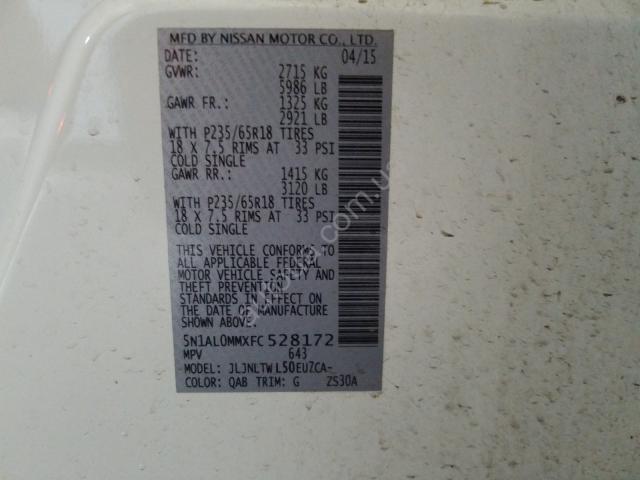 MFD BY NISSAN MOTOR CO., LTD.
DATE: 04/15
GVWR: 2715 KG
5986 LB
GAWR FR.: 1325 KG
2921 LB
WITH P235/65R18 TIRES
18 X 7.5 RIMS AT 33 PSI
COLD SINGLE
GAWR RR.: 1415 KG
3120 LB
WITH P235/65R18 TIRES
18 X 7.5 RIMS AT 33 PSI
COLD SINGLE
THIS VEHICLE CONFORMS TO
ALL APPLICABLE FEDERAL
MOTOR VEHICLE SAFETY AND
THEFT PREVENTION
STANDARDS IN EFFECT ON
THE DATE OF MANUFACTURE
SHOWN ABOVE.
5N1AL0MMXFC528172
MPV 643
MODEL: JLJNLTWL50EUZCA-
COLOR: QAB TRIM: G ZS30A